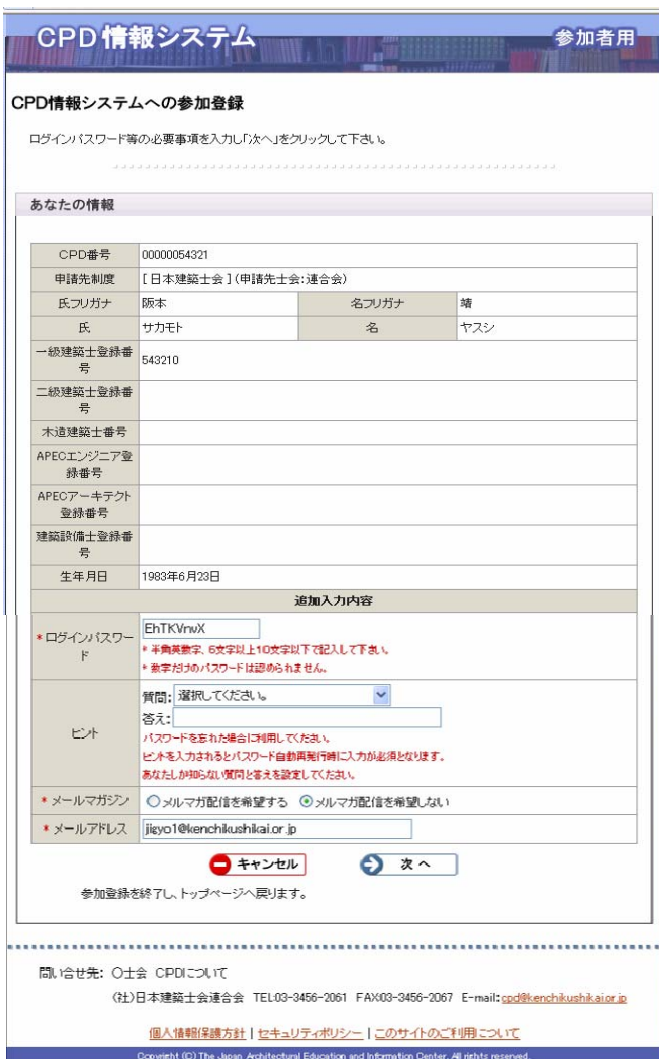 CPD情報システム
参加者用
CPD情報システムへの参加登録
ログインパスワード等の必要事項を入力し「次へ」をクリックして下さい。
あなたの情報
CPD番号 00000054321
申請先制度 [日本建築士会](申請先士会:連合会)
氏フリガナ 阪本 名フリガナ 靖
氏 サカモト 名 ヤスシ
一級建築士登録番
号 543210
二級建築士登録番
号
木造建築士番号
APECエンジニア登
録番号
APECアーキテクト
登録番号
建築設備士登録番
号
生年月日 1983年6月23日
追加入力内容
* ログインパスワー
ド
EhTKVnvX
* 半角英数字、6文字以上10文字以下で記入して下さい。
* 数字だけのパスワードは認められません。
ヒント
質問: 選択してください。
答え:
パスワードを忘れた場合に利用してください。
ヒントを入力されるとパスワード自動再発行時に入力が必須となります。
あなたしか知らない質問と答えを設定してください。
* メールマガジン メルマガ配信を希望する メルマガ配信を希望しない
* メールアドレス jigyo1@kenchikushikai.or.jp
キャンセル 次へ
参加登録を終了し、トップページへ戻ります。
問い合せ先: 〇士会 CPDについて
(社)日本建築士会連合会 TEL:03-3456-2061 FAX:03-3456-2067 E-mail:cpd@kenchikushikai.or.jp
個人情報保護方針 | セキュリティポリシー | このサイトのご利用について
Copyright (C) The Japan Architectural Education and Information Center. All rights reserved.